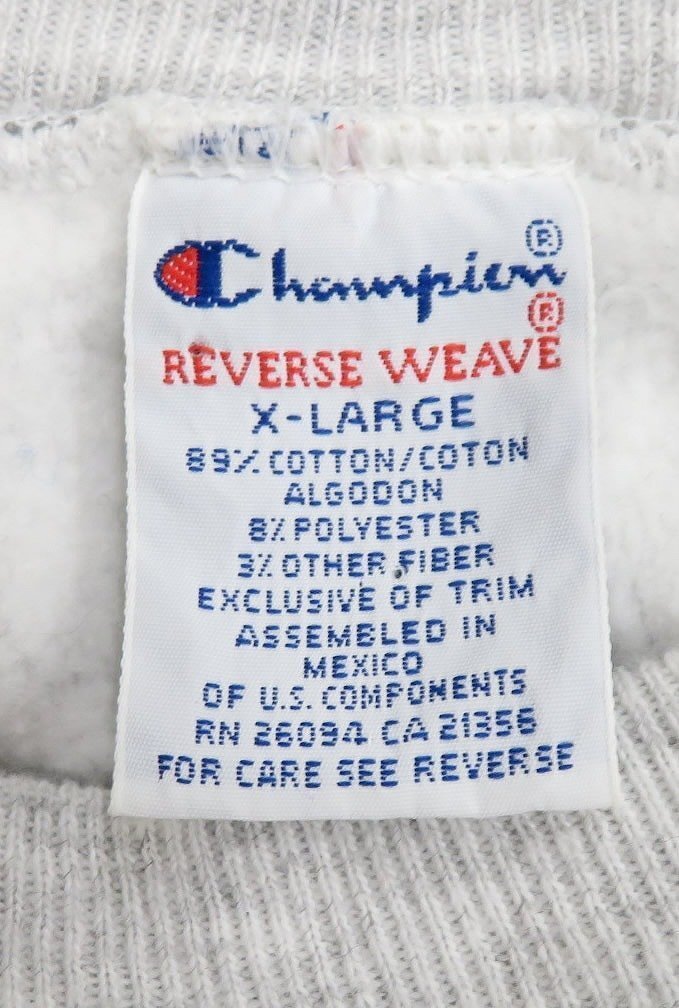 Champion ®
REVERSE WEAVE ®
X-LARGE
89% COTTON/COTON
ALGODON
8% POLYESTER
3% OTHER FIBER
EXCLUSIVE OF TRIM
ASSEMBLED IN
MEXICO
OF U.S. COMPONENTS
RN 26094 CA 21356
FOR CARE SEE REVERSE